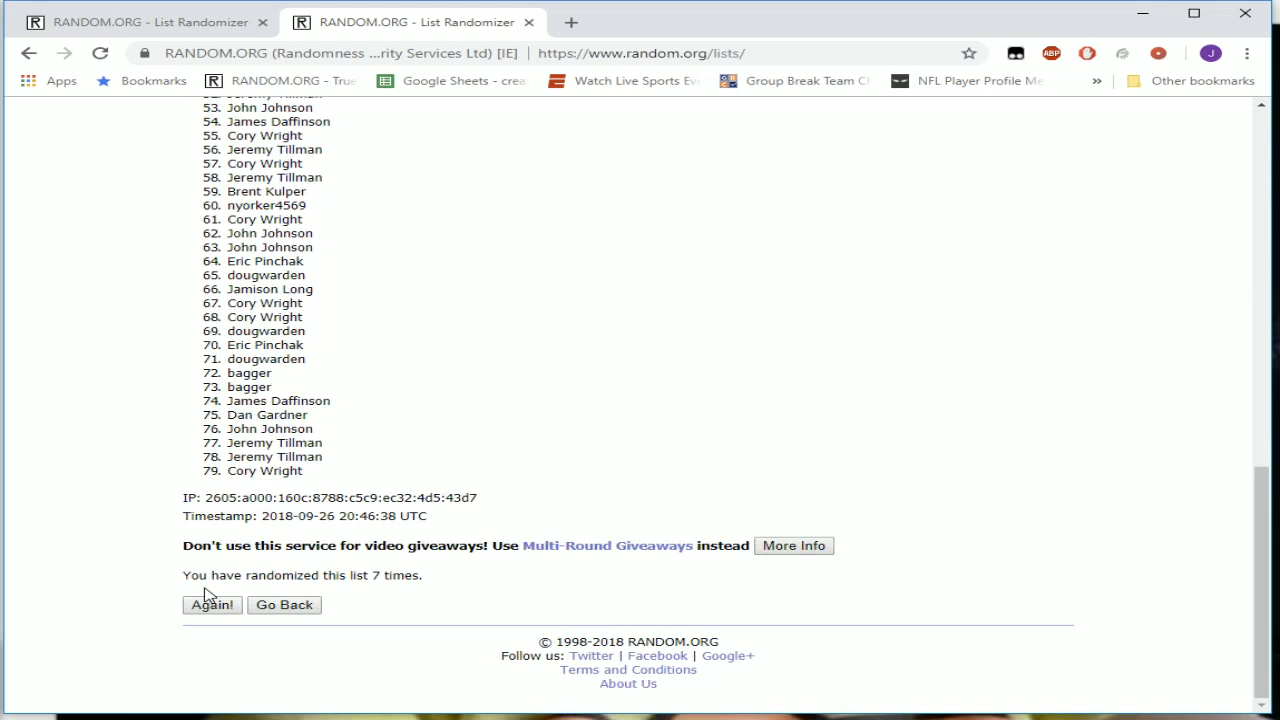 RANDOM.ORG - List Randomizer
RANDOM.ORG - List Randomizer
RANDOM.ORG (Randomness ...rity Services Ltd) [IE] | https://www.random.org/lists/
ABP
J
Apps
Bookmarks
RANDOM.ORG - True
Google Sheets - crea
Watch Live Sports Ev
Group Break Team C
NFL Player Profile Me
»
Other bookmarks
53. John Johnson
54. James Daffinson
55. Cory Wright
56. Jeremy Tillman
57. Cory Wright
58. Jeremy Tillman
59. Brent Kulper
60. nyorker4569
61. Cory Wright
62. John Johnson
63. John Johnson
64. Eric Pinchak
65. dougwarden
66. Jamison Long
67. Cory Wright
68. Cory Wright
69. dougwarden
70. Eric Pinchak
71. dougwarden
72. bagger
73. bagger
74. James Daffinson
75. Dan Gardner
76. John Johnson
77. Jeremy Tillman
78. Jeremy Tillman
79. Cory Wright
IP: 2605:a000:160c:8788:c5c9:ec32:4d5:43d7
Timestamp: 2018-09-26 20:46:38 UTC
Don't use this service for video giveaways! Use Multi-Round Giveaways instead More Info
You have randomized this list 7 times.
Again! Go Back
© 1998-2018 RANDOM.ORG
Follow us: Twitter | Facebook | Google+
Terms and Conditions
About Us